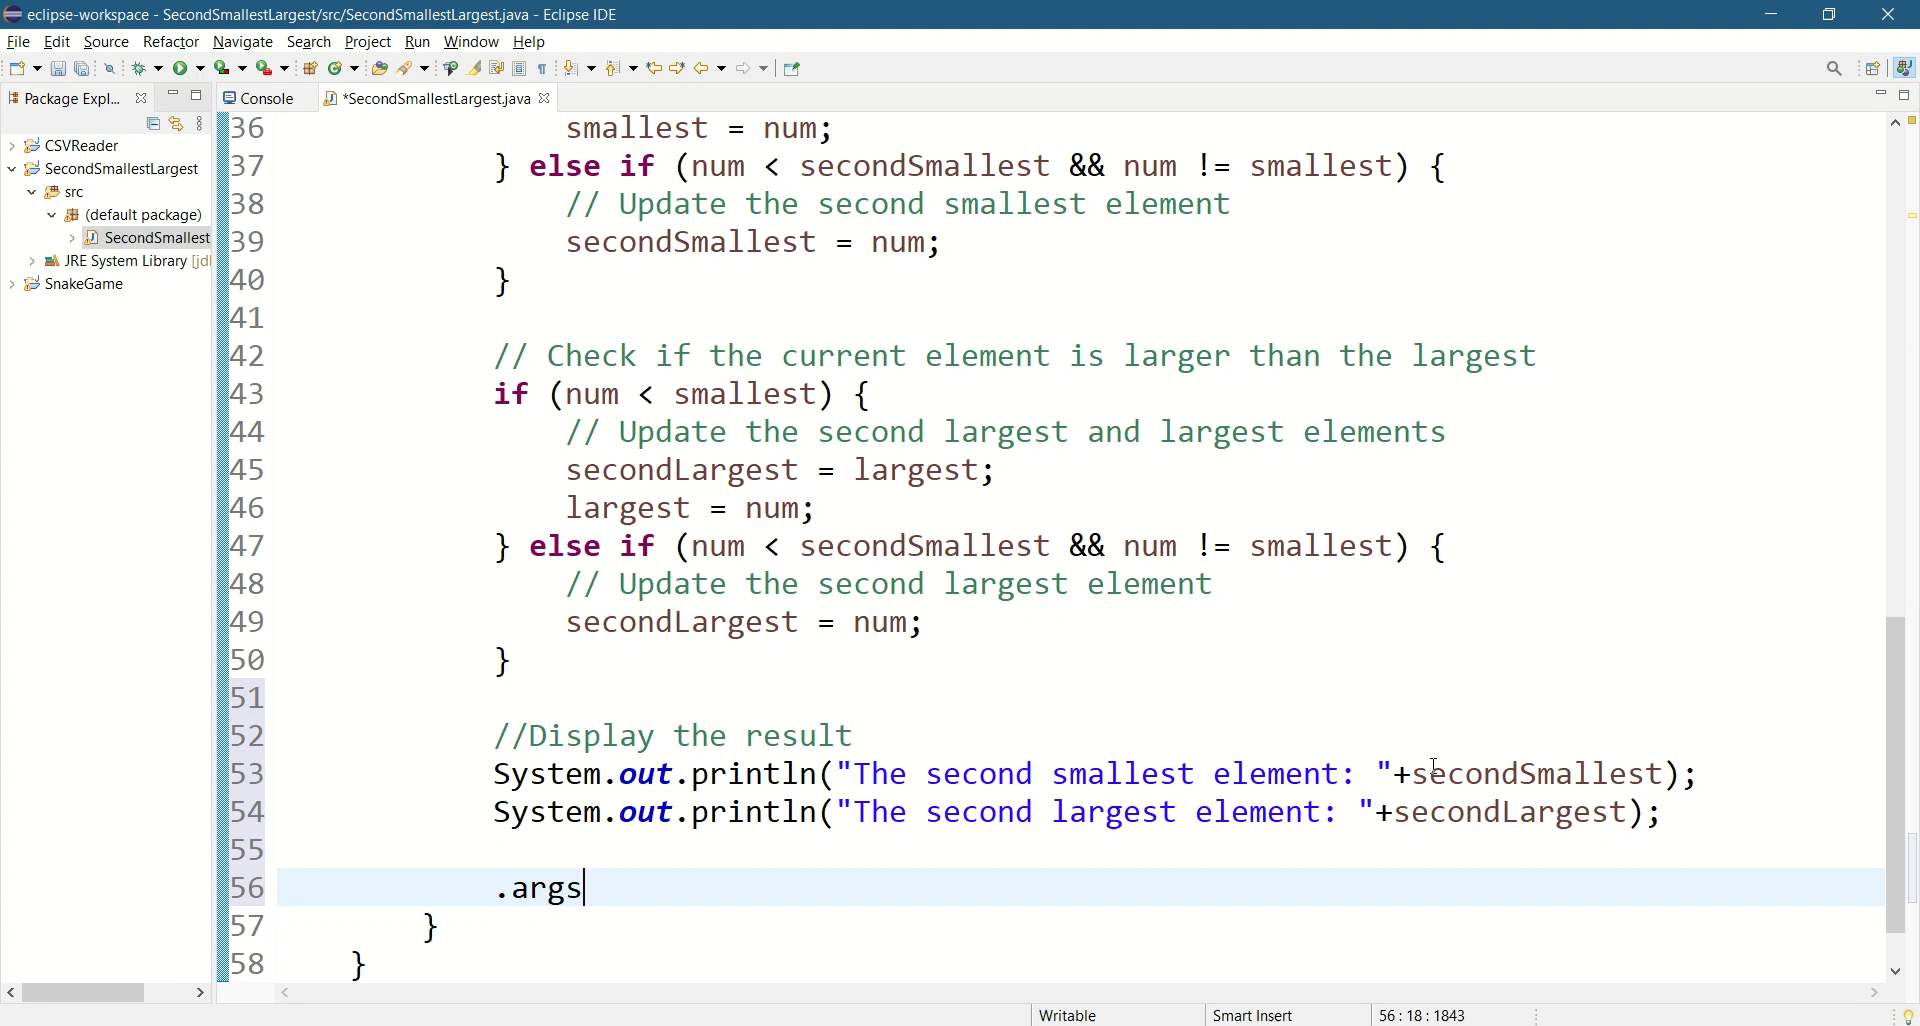 eclipse-workspace - SecondSmallestLargest/src/SecondSmallestLargest.java - Eclipse IDE
File Edit Source Refactor Navigate Search Project Run Window Help
Package Expl... Console *SecondSmallestLargest.java
CSVReader
SecondSmallestLargest
src
(default package)
SecondSmallest
JRE System Library [jd
SnakeGame
36 smallest = num;
37 } else if (num < secondSmallest && num != smallest) {
38 // Update the second smallest element
39 secondSmallest = num;
40 }
41
42 // Check if the current element is larger than the largest
43 if (num < smallest) {
44 // Update the second largest and largest elements
45 secondLargest = largest;
46 largest = num;
47 } else if (num < secondSmallest && num != smallest) {
48 // Update the second largest element
49 secondLargest = num;
50 }
51
52 //Display the result
53 System.out.println("The second smallest element: "+secondSmallest);
54 System.out.println("The second largest element: "+secondLargest);
55
56 .args
57 }
58 }
Writable Smart Insert 56 : 18 : 1843